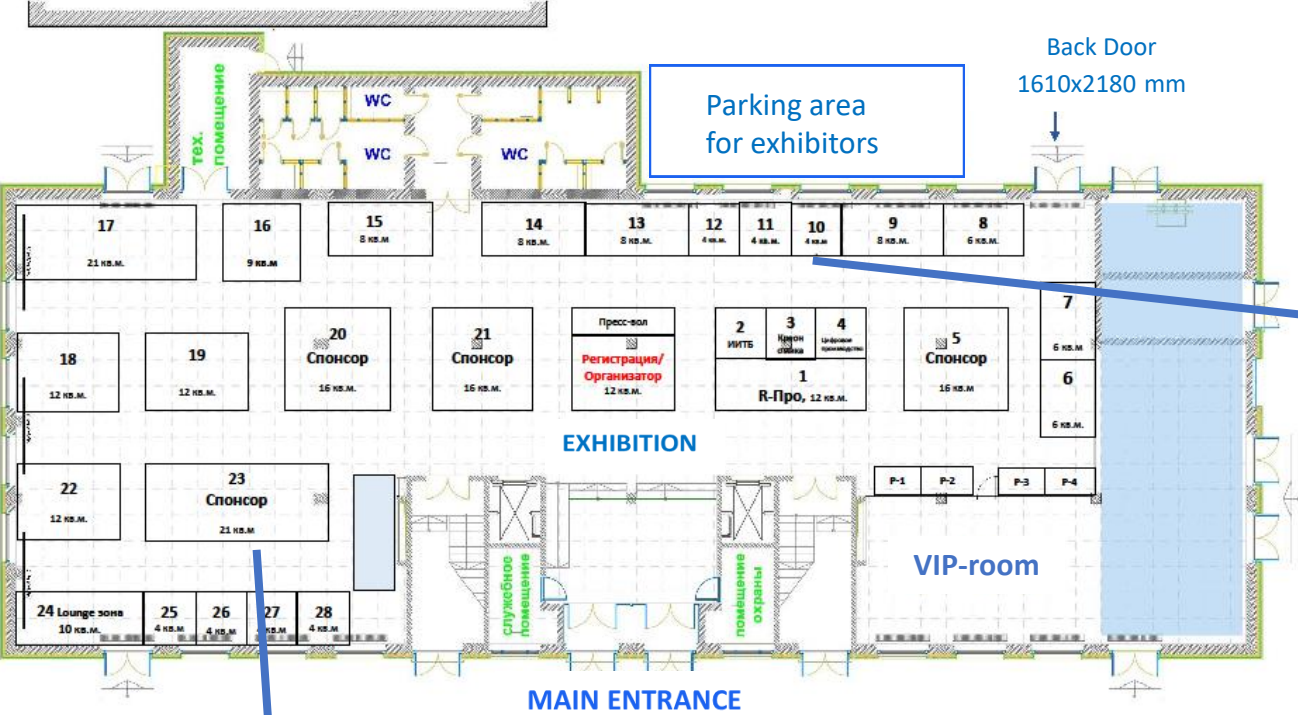 Back Door
1610x2180 mm
Parking area
for exhibitors
тех.
помещение
WC
WC
WC
17
21 кв.м.
16
9 кв.м
15
8 кв.м
14
8 кв.м.
13
8 кв.м.
12
4 кв.м.
11
4 кв.м.
10
4 кв.м
9
8 кв.м.
8
6 кв.м.
7
6 кв.м
6
6 кв.м.
18
12 кв.м.
19
12 кв.м.
20
Спонсор
16 кв.м.
21
Спонсор
16 кв.м.
Пресс-вол
Регистрация/
Организатор
12 кв.м.
2
ИИТБ
3
4
Цифровое
производство
1
R-Про, 12 кв.м.
5
Спонсор
16 кв.м
EXHIBITION
22
12 кв.м.
23
Спонсор
21 кв.м
P-1
P-2
P-3
P-4
VIP-room
служебное
помещение
помещение
охраны
24 Lounge зона
10 кв.м.
25
4 кв.м
26
4 кв.м
27
кв.м
28
4 кв.м
MAIN ENTRANCE